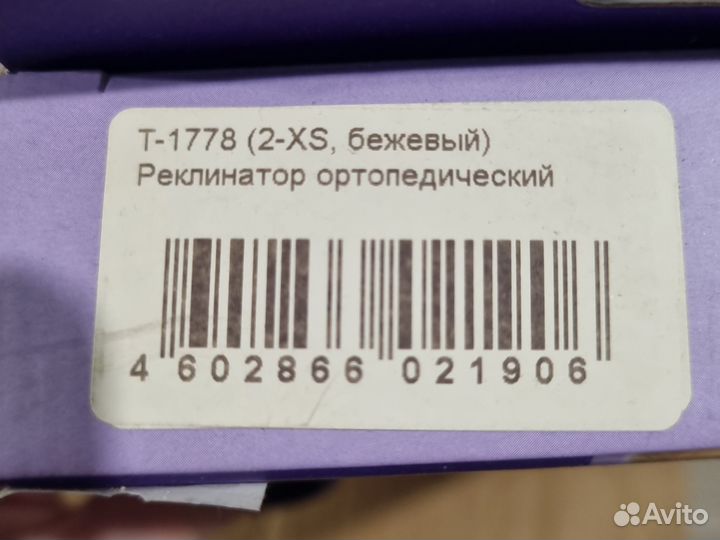 Т-1778 (2-XS, бежевый)
Реклинатор ортопедический
4 602866 021906
Avito